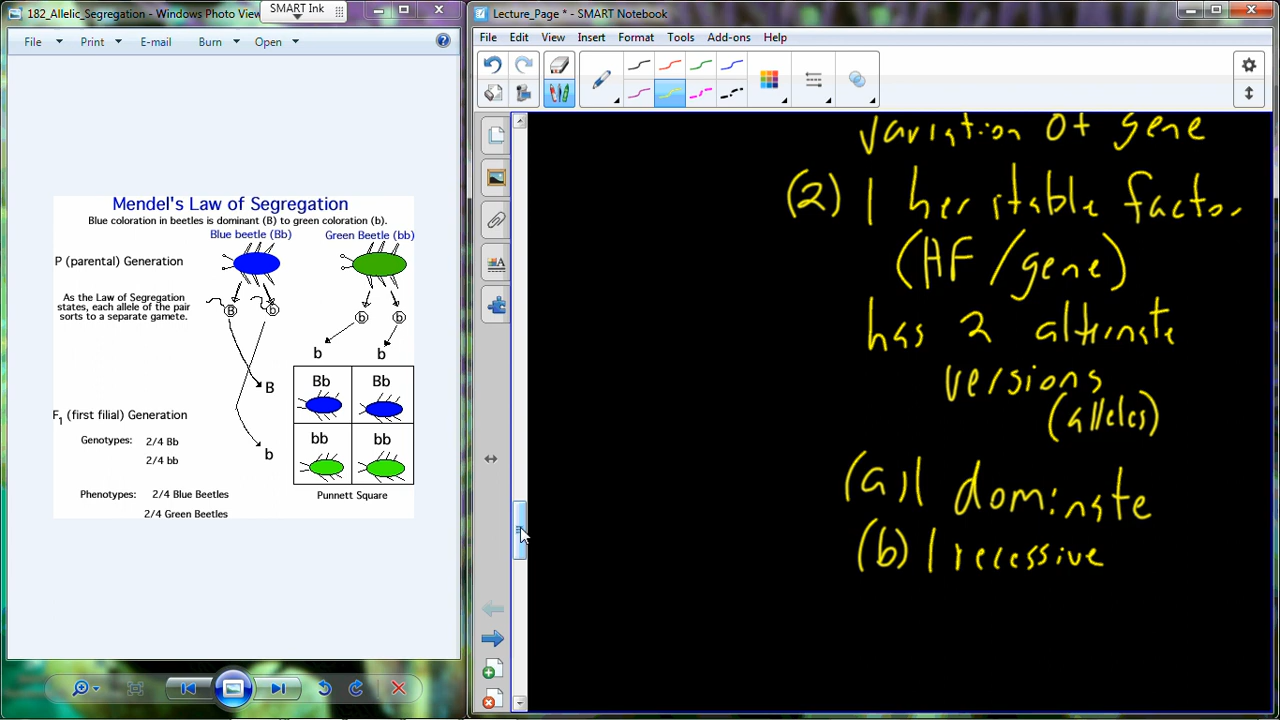 182_Allelic_Segregation - Windows Photo View
SMART Ink
File Print E-mail Burn Open
Mendel's Law of Segregation
Blue coloration in beetles is dominant (B) to green coloration (b).
Blue beetle (Bb) Green Beetle (bb)
P (parental) Generation
As the Law of Segregation
states, each allele of the pair
sorts to a separate gamete.
B b b b
b b
B
Bb Bb
F1 (first filial) Generation
Genotypes: 2/4 Bb
2/4 bb
b
bb bb
Phenotypes: 2/4 Blue Beetles
2/4 Green Beetles
Punnett Square
Lecture_Page * - SMART Notebook
File Edit View Insert Format Tools Add-ons Help
variation of gene
(2) 1 heritable factor
(HF/gene)
has 2 alternate
versions
(alleles)
(a) 1 dominate
(b) 1 recessive